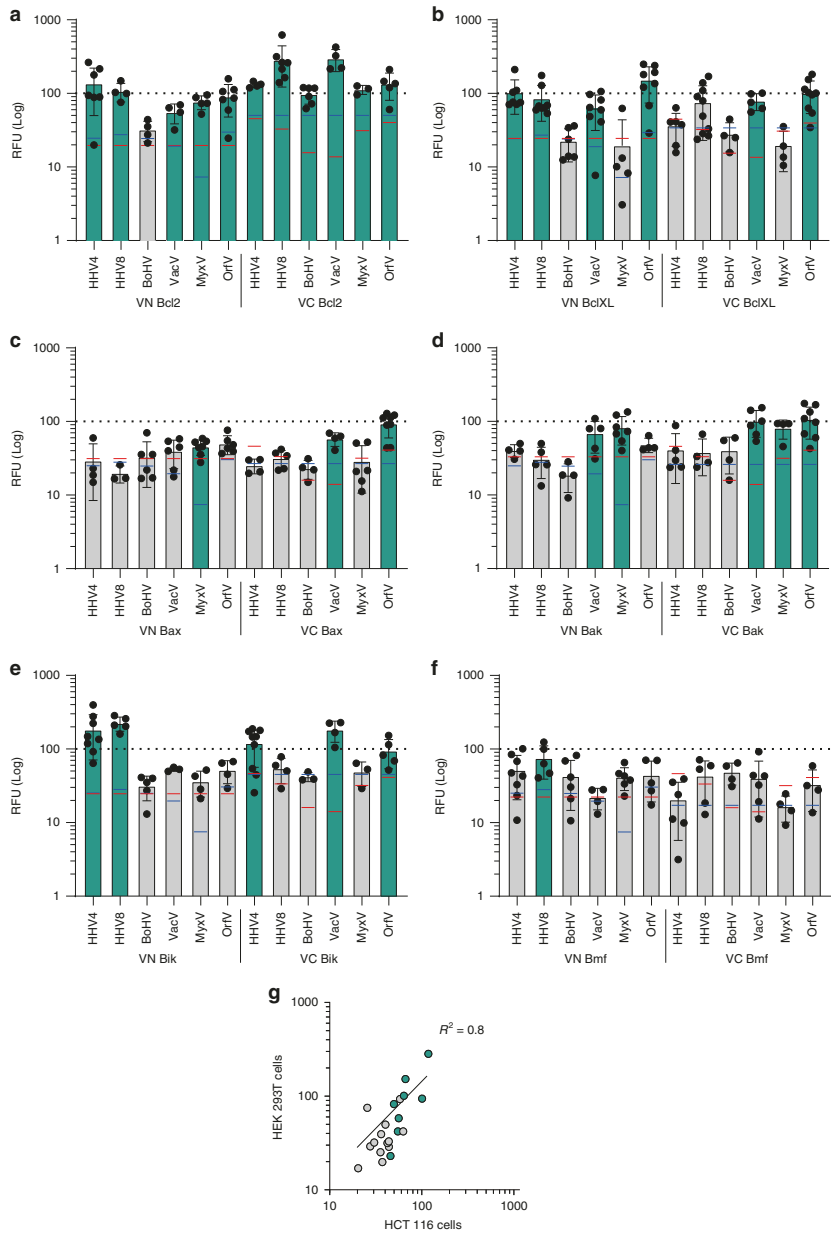 a
1000
100
10
1
RFU (Log)
HHV4
HHV8
BoHV
VacV
MyxV
OrfV
HHV4
HHV8
BoHV
VacV
MyxV
OrfV
VN Bcl2
VC Bcl2
b
1000
100
10
1
RFU (Log)
HHV4
HHV8
BoHV
VacV
MyxV
OrfV
HHV4
HHV8
BoHV
VacV
MyxV
OrfV
VN BclXL
VC BclXL
c
1000
100
10
1
RFU (Log)
HHV4
HHV8
BoHV
VacV
MyxV
OrfV
HHV4
HHV8
BoHV
VacV
MyxV
OrfV
VN Bax
VC Bax
d
1000
100
10
1
RFU (Log)
HHV4
HHV8
BoHV
VacV
MyxV
OrfV
HHV4
HHV8
BoHV
VacV
MyxV
OrfV
VN Bak
VC Bak
e
1000
100
10
1
RFU (Log)
HHV4
HHV8
BoHV
VacV
MyxV
OrfV
HHV4
HHV8
BoHV
VacV
MyxV
OrfV
VN Bik
VC Bik
f
1000
100
10
1
RFU (Log)
HHV4
HHV8
BoHV
VacV
MyxV
OrfV
HHV4
HHV8
BoHV
VacV
MyxV
OrfV
VN Bmf
VC Bmf
g
1000
100
10
HEK 293T cells
R² = 0.8
10
100
1000
HCT 116 cells